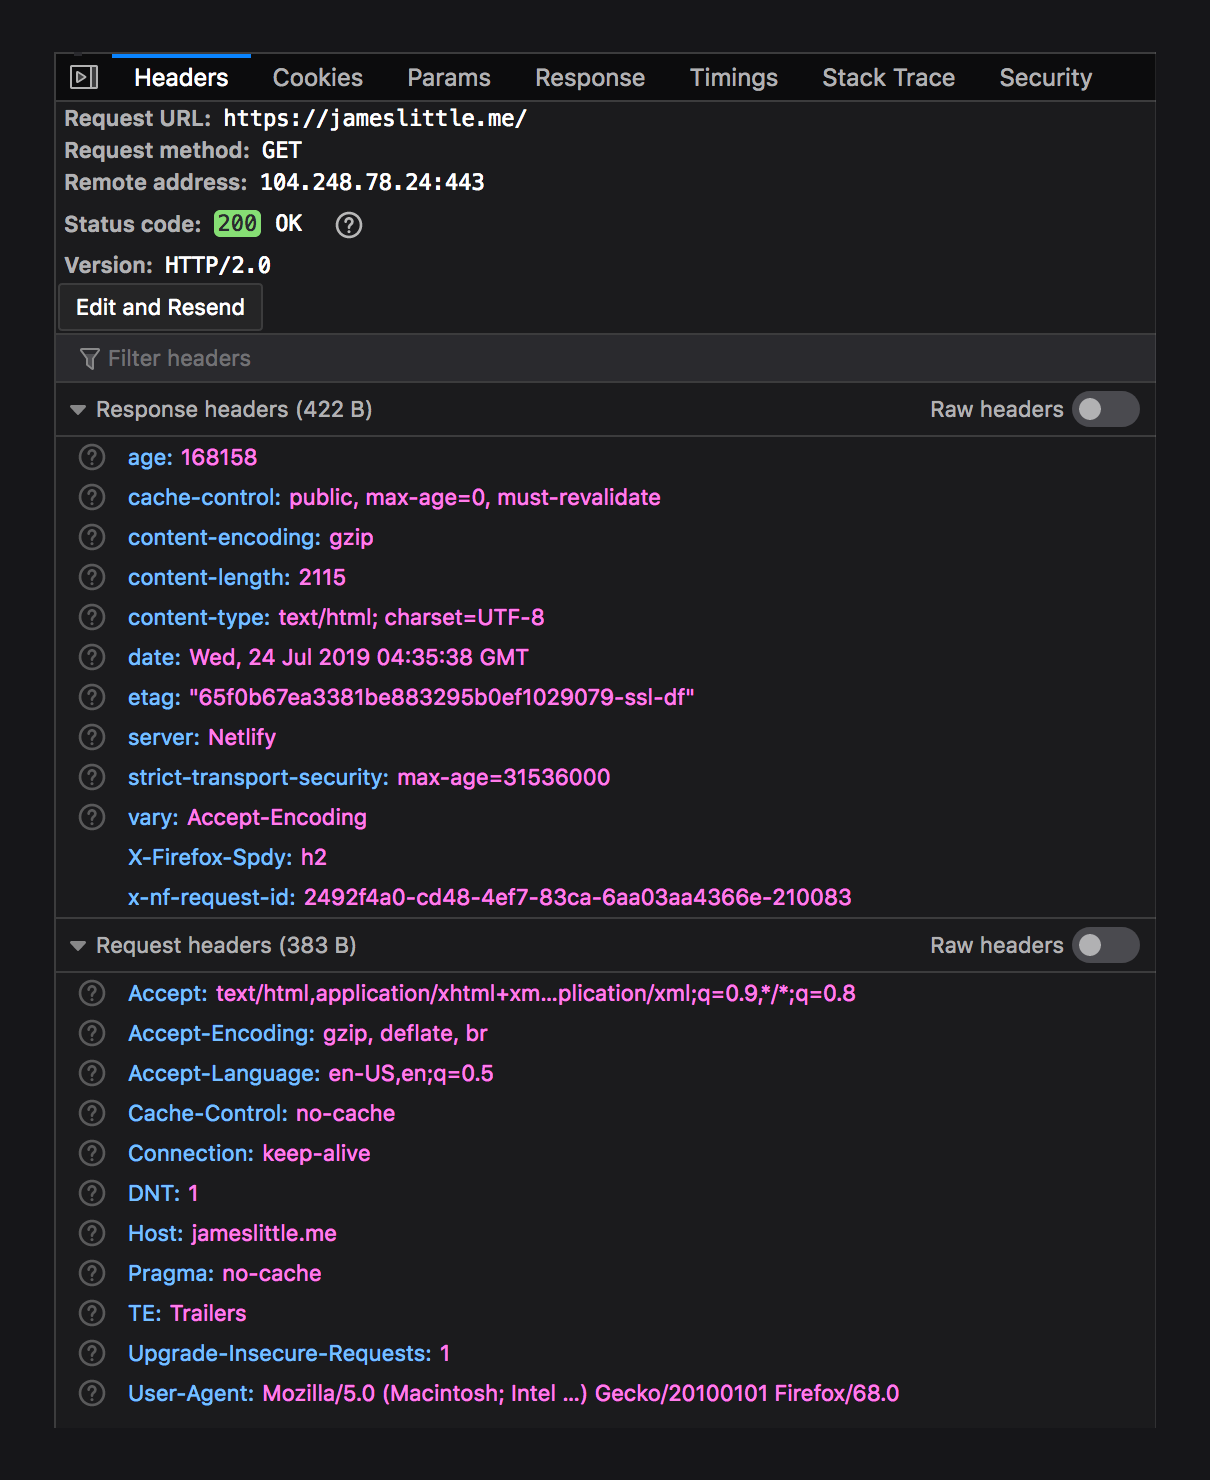 Headers Cookies Params Response Timings Stack Trace Security
Request URL: https://jameslittle.me/
Request method: GET
Remote address: 104.248.78.24:443
Status code: 200 OK ?
Version: HTTP/2.0
Edit and Resend
Filter headers
Response headers (422 B) Raw headers
? age: 168158
? cache-control: public, max-age=0, must-revalidate
? content-encoding: gzip
? content-length: 2115
? content-type: text/html; charset=UTF-8
? date: Wed, 24 Jul 2019 04:35:38 GMT
? etag: "65f0b67ea3381be883295b0ef1029079-ssl-df"
? server: Netlify
? strict-transport-security: max-age=31536000
? vary: Accept-Encoding
X-Firefox-Spdy: h2
x-nf-request-id: 2492f4a0-cd48-4ef7-83ca-6aa03aa4366e-210083
Request headers (383 B) Raw headers
? Accept: text/html,application/xhtml+xm…plication/xml;q=0.9,*/*;q=0.8
? Accept-Encoding: gzip, deflate, br
? Accept-Language: en-US,en;q=0.5
? Cache-Control: no-cache
? Connection: keep-alive
? DNT: 1
? Host: jameslittle.me
? Pragma: no-cache
? TE: Trailers
? Upgrade-Insecure-Requests: 1
? User-Agent: Mozilla/5.0 (Macintosh; Intel …) Gecko/20100101 Firefox/68.0